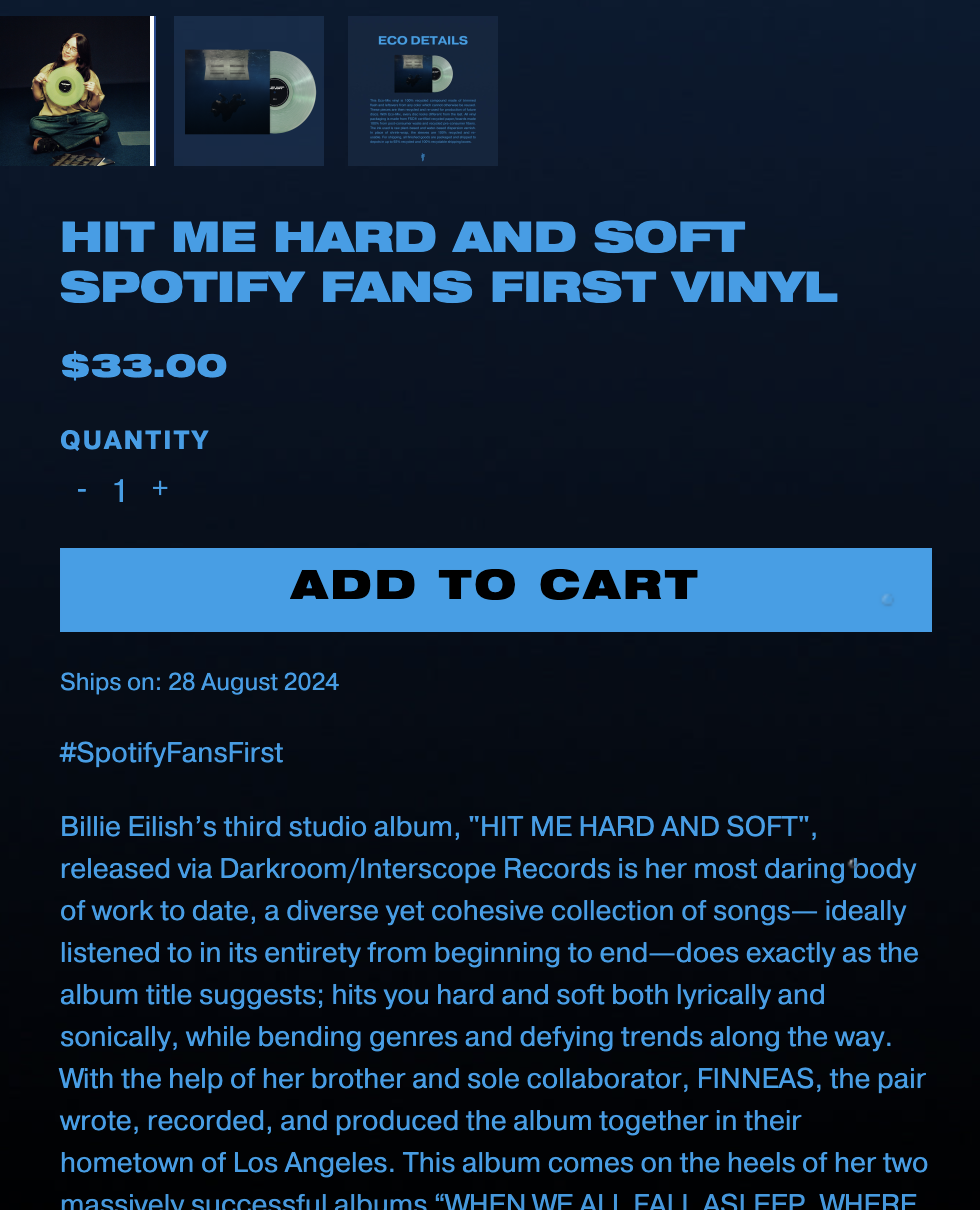 ECO DETAILS
HIT ME HARD AND SOFT
SPOTIFY FANS FIRST VINYL
$33.00
QUANTITY
- 1 +
ADD TO CART
Ships on: 28 August 2024
#SpotifyFansFirst
Billie Eilish’s third studio album, "HIT ME HARD AND SOFT",
released via Darkroom/Interscope Records is her most daring body
of work to date, a diverse yet cohesive collection of songs— ideally
listened to in its entirety from beginning to end—does exactly as the
album title suggests; hits you hard and soft both lyrically and
sonically, while bending genres and defying trends along the way.
With the help of her brother and sole collaborator, FINNEAS, the pair
wrote, recorded, and produced the album together in their
hometown of Los Angeles. This album comes on the heels of her two
massively successful albums “WHEN WE ALL FALL ASLEEP, WHERE